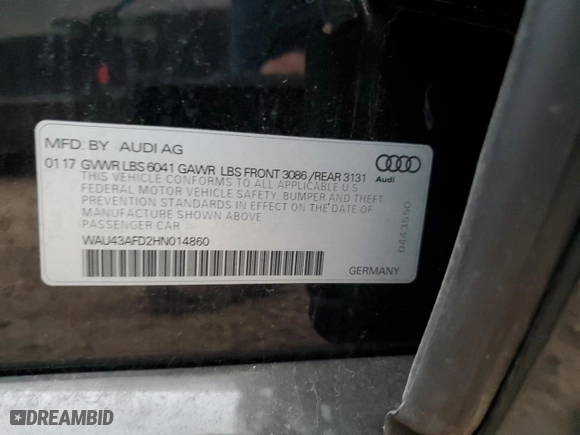 MFD. BY AUDI AG
01 17 GVWR LBS 6041 GAWR LBS FRONT 3086 /REAR 3131
THIS VEHICLE CONFORMS TO ALL APPLICABLE U.S.
FEDERAL MOTOR VEHICLE SAFETY, BUMPER AND THEFT
PREVENTION STANDARDS IN EFFECT ON THE DATE OF
MANUFACTURE SHOWN ABOVE
PASSENGER CAR
WAU43AFD2HN014860
Audi
0443550
GERMANY
DREAMBID